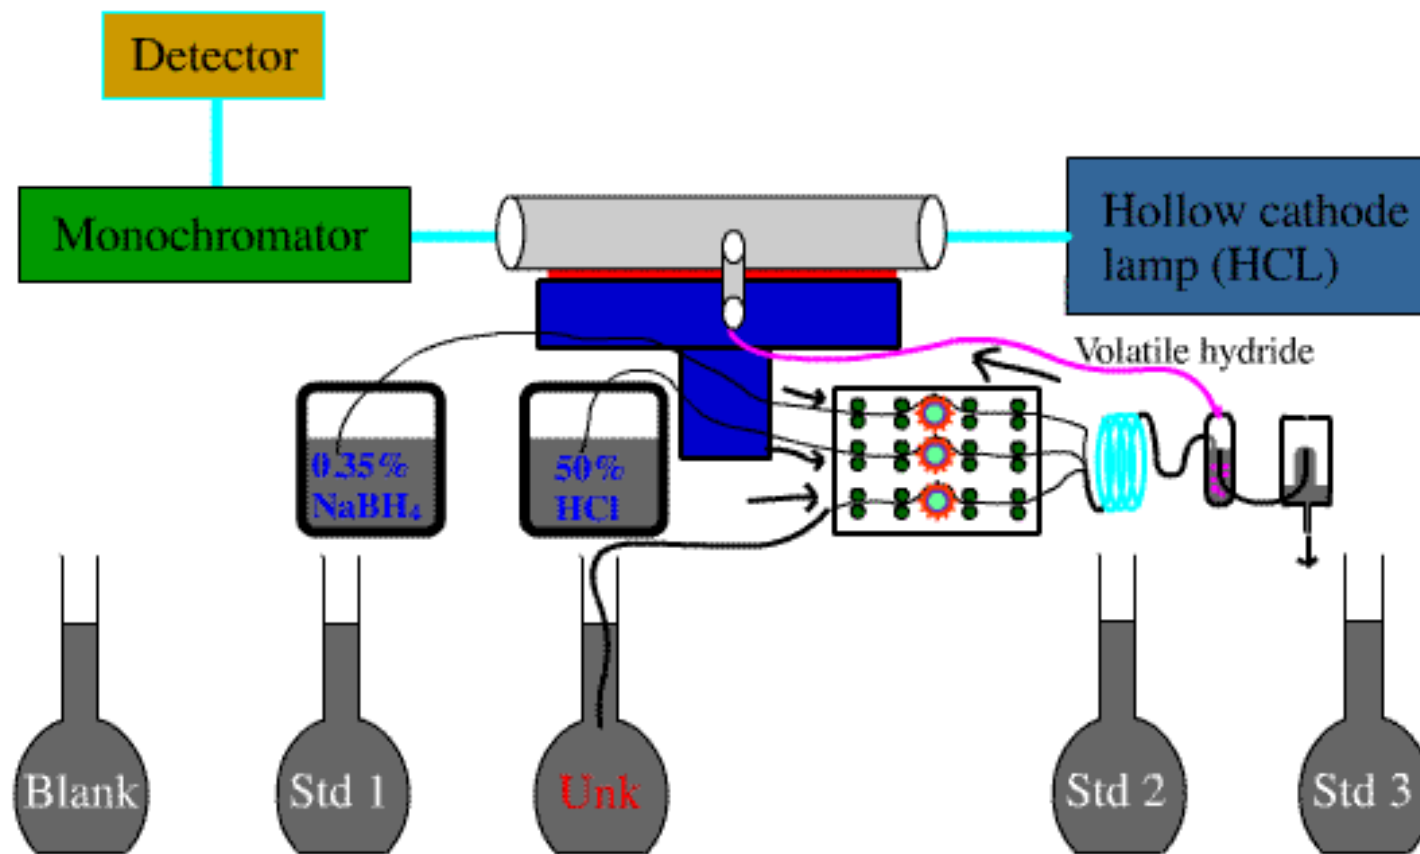 Detector
Monochromator
Hollow cathode
lamp (HCL)
Volatile hydride
0.35%
NaBH₄
50%
HCl
Blank
Std 1
Unk
Std 2
Std 3